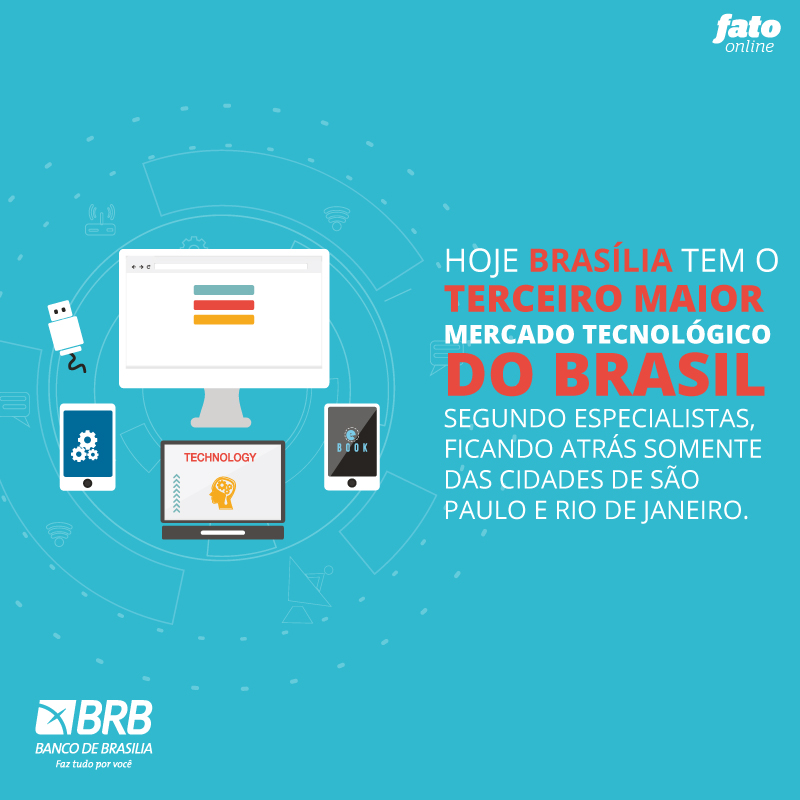 fato
online
HOJE BRASÍLIA TEM O
TERCEIRO MAIOR
MERCADO TECNOLÓGICO
DO BRASIL
SEGUNDO ESPECIALISTAS,
FICANDO ATRÁS SOMENTE
DAS CIDADES DE SÃO
PAULO E RIO DE JANEIRO.
e
BOOK
TECHNOLOGY
BRB
BANCO DE BRASILIA
Faz tudo por você